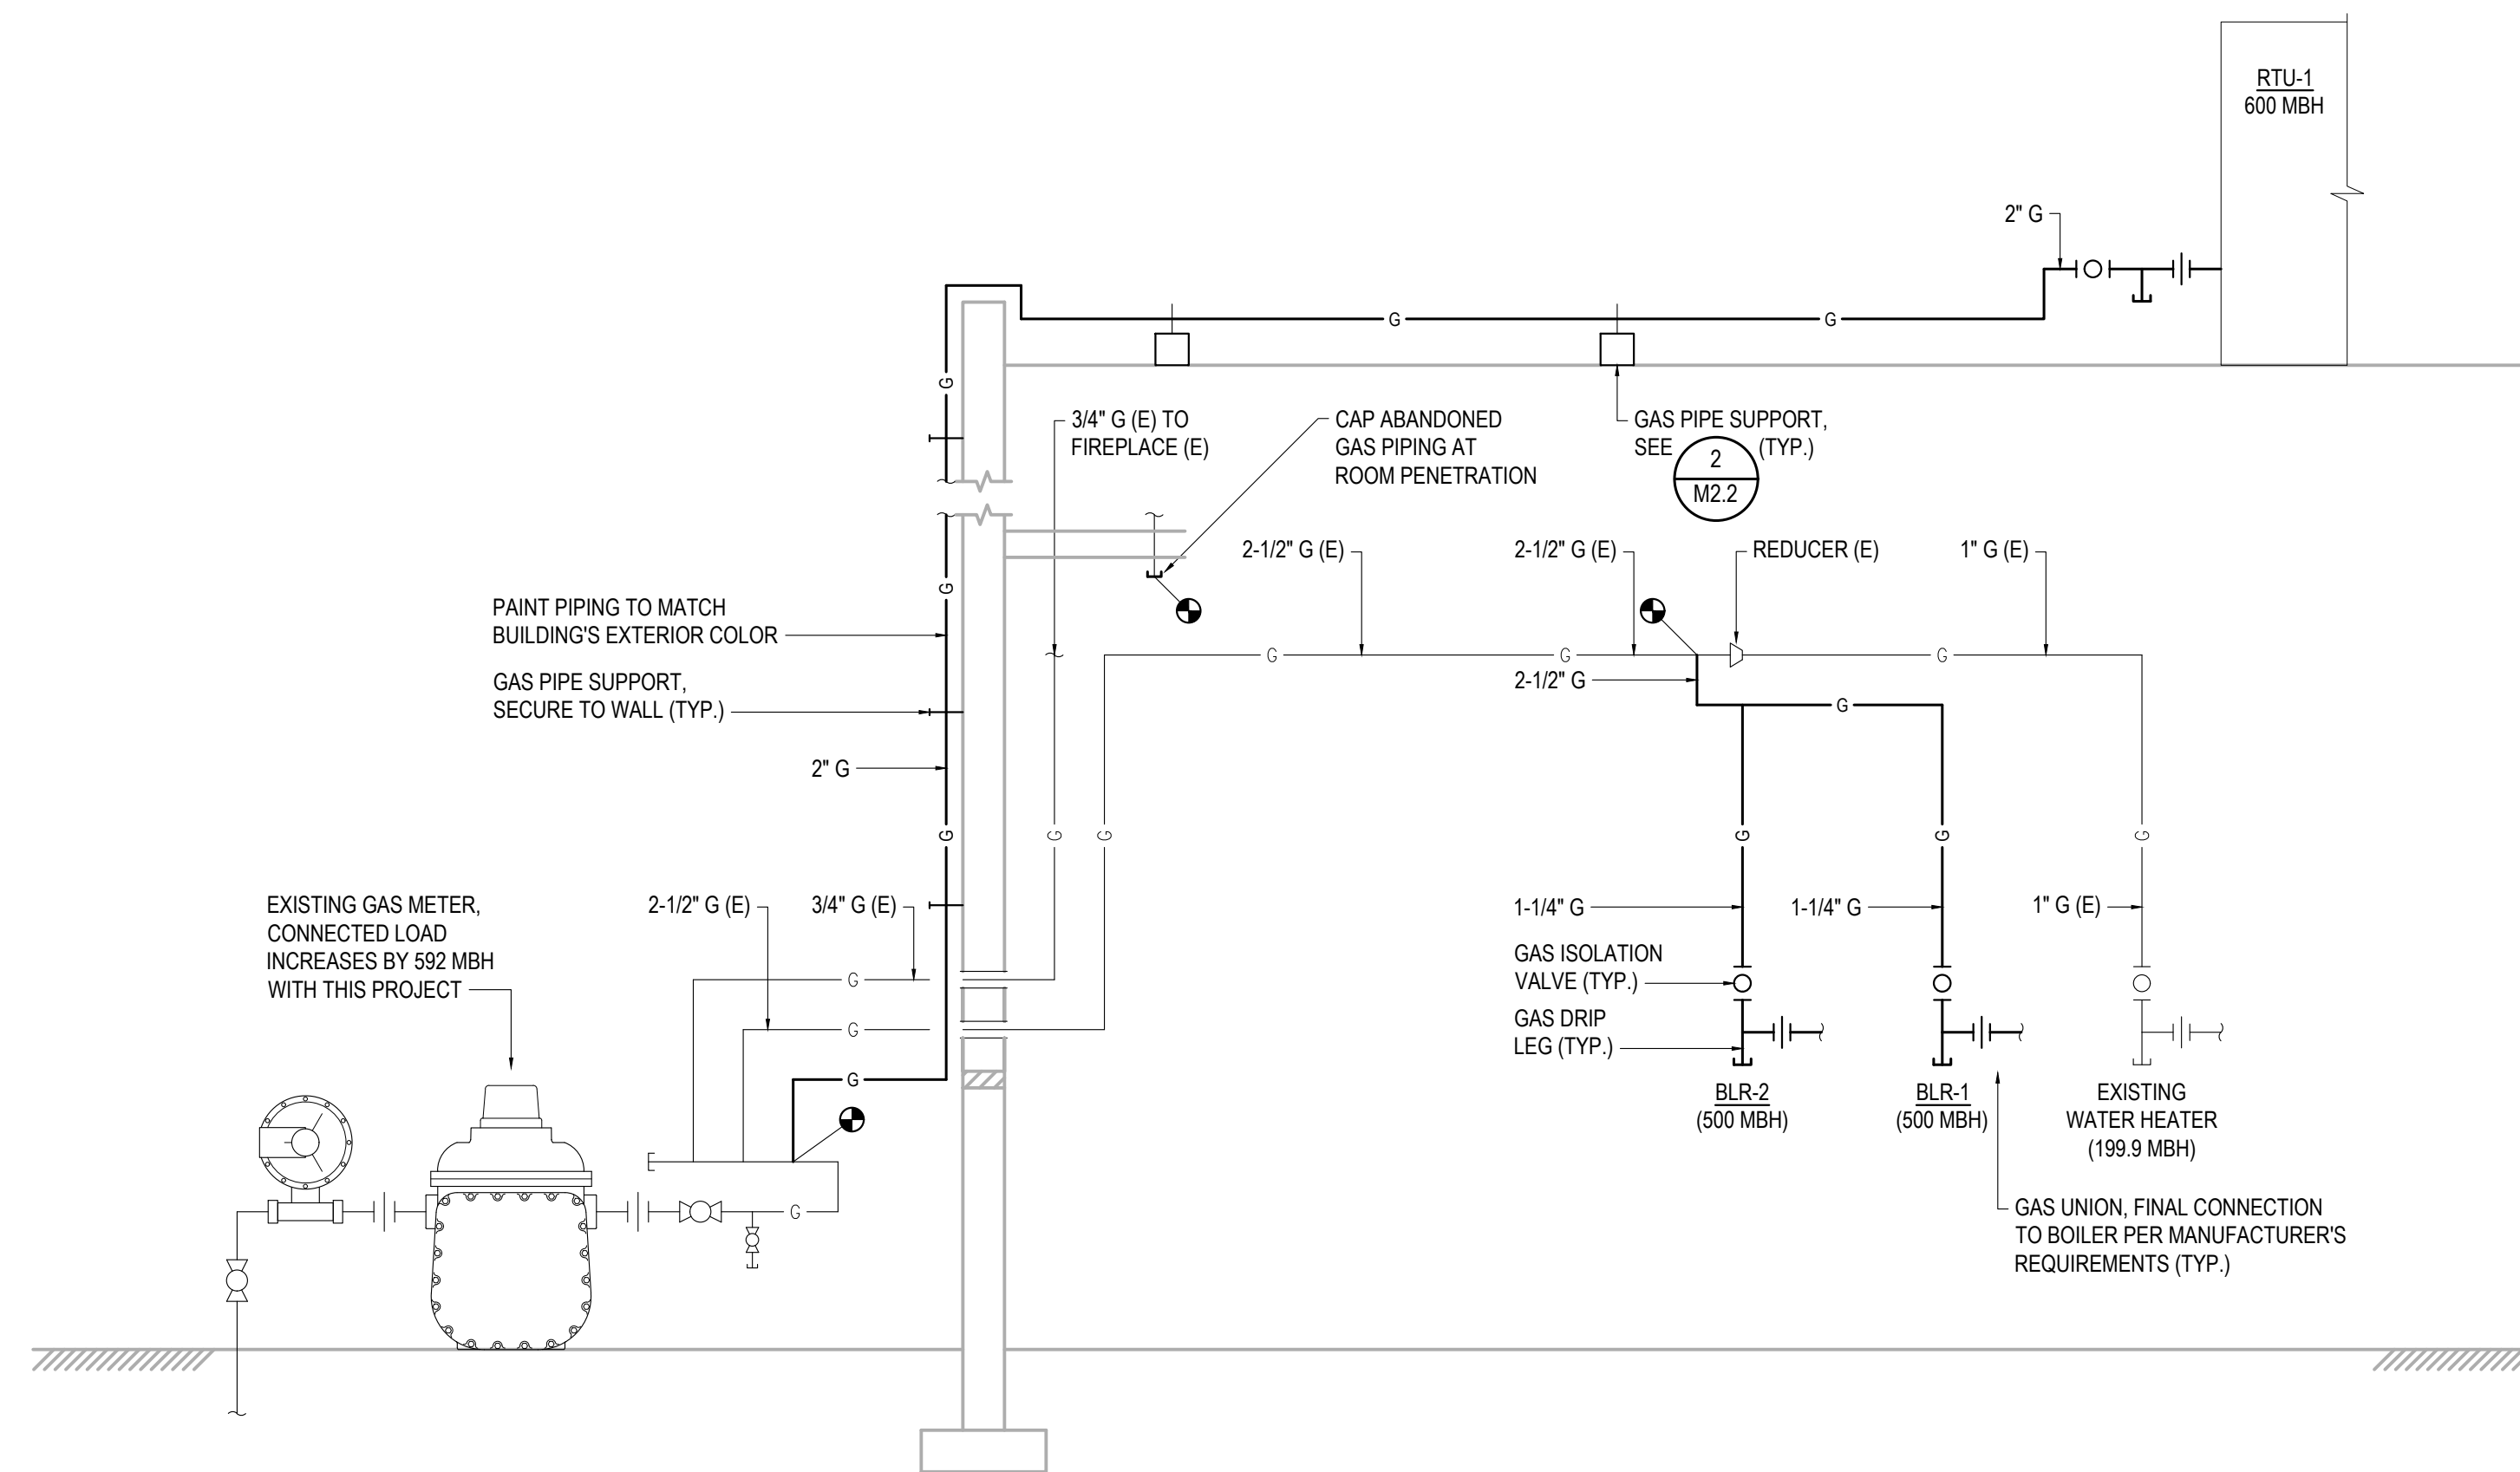 RTU-1
600 MBH
2" G
G
G
G
3/4" G (E) TO
FIREPLACE (E)
CAP ABANDONED
GAS PIPING AT
ROOM PENETRATION
GAS PIPE SUPPORT,
SEE
(TYP.)
2
M2.2
2-1/2" G (E)
2-1/2" G (E)
REDUCER (E)
1" G (E)
G
PAINT PIPING TO MATCH
BUILDING'S EXTERIOR COLOR
G
G
G
2-1/2" G
GAS PIPE SUPPORT,
SECURE TO WALL (TYP.)
G
2" G
G
G
G
G
G
G
EXISTING GAS METER,
CONNECTED LOAD
INCREASES BY 592 MBH
WITH THIS PROJECT
2-1/2" G (E)
3/4" G (E)
1-1/4" G
1-1/4" G
1" G (E)
GAS ISOLATION
VALVE (TYP.)
G
GAS DRIP
LEG (TYP.)
G
G
BLR-2
(500 MBH)
BLR-1
(500 MBH)
EXISTING
WATER HEATER
(199.9 MBH)
G
GAS UNION, FINAL CONNECTION
TO BOILER PER MANUFACTURER'S
REQUIREMENTS (TYP.)